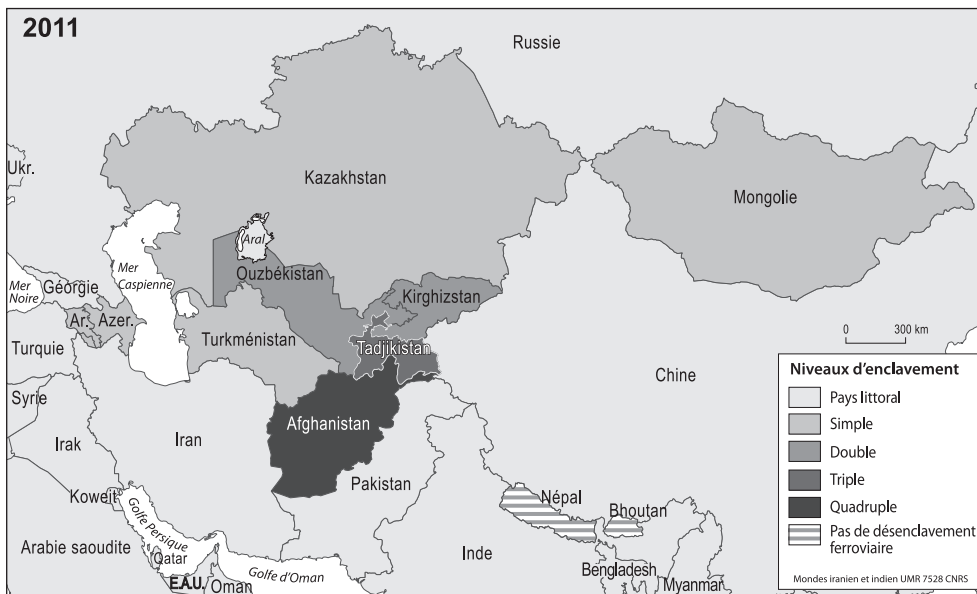 2011
Russie
Ukr.
Kazakhstan
Mongolie
Aral
Mer
Caspienne
Ouzbékistan
Mer
Noire
Géorgie
Kirghizstan
Ar.
Azer.
Turkménistan
Tadjikistan
Turquie
0
300 km
Chine
Syrie
Afghanistan
Irak
Iran
Pakistan
Koweit
Golfe Persique
Népal
Bhoutan
Arabie saoudite
Qatar
Inde
E.A.U.
Oman
Golfe d'Oman
Bengladesh
Myanmar
Niveaux d'enclavement
Pays littoral
Simple
Double
Triple
Quadruple
Pas de désenclavement
ferroviaire
Mondes iranien et indien UMR 7528 CNRS